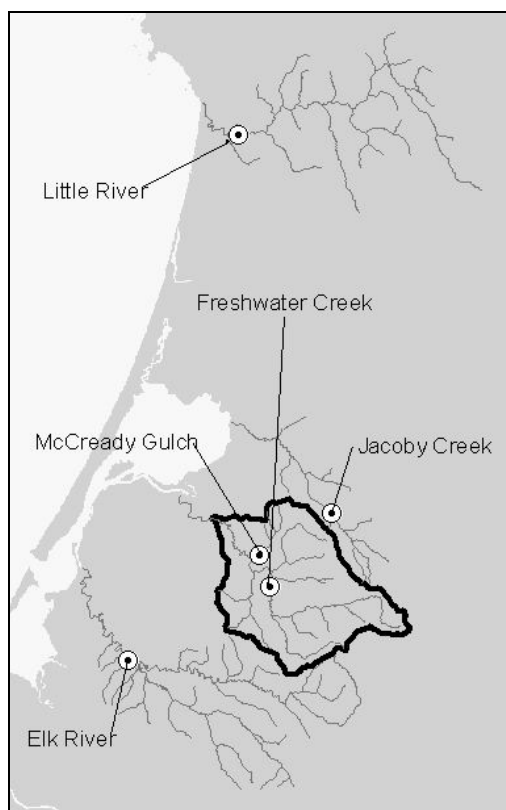 Little River
Freshwater Creek
McCready Gulch
Jacoby Creek
Elk River